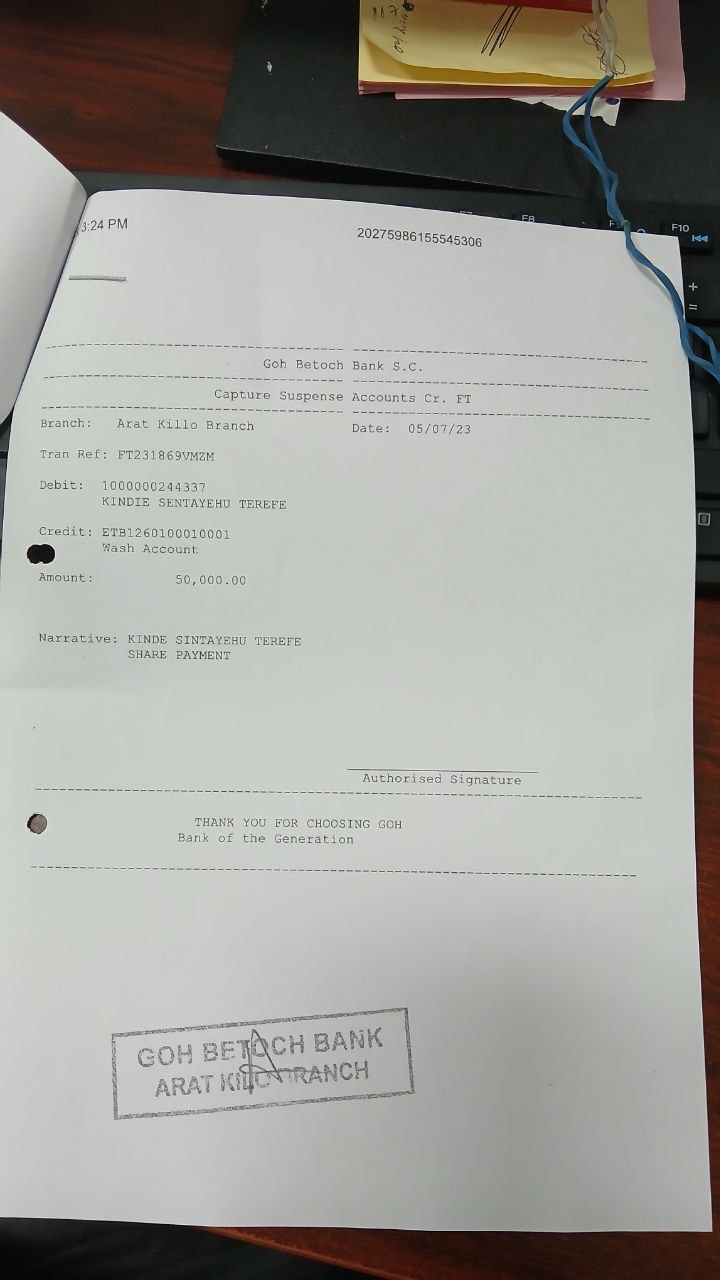 3:24 PM
20275986155545306
Goh Betoch Bank S.C.
Capture Suspense Accounts Cr. FT
Branch: Arat Killo Branch Date: 05/07/23
Tran Ref: FT231869VMZM
Debit: 1000000244337
KINDIE SENTAYEHU TEREFE
Credit: ETB1260100010001
Wash Account
Amount: 50,000.00
Narrative: KINDE SINTAYEHU TEREFE
SHARE PAYMENT
Authorised Signature
THANK YOU FOR CHOOSING GOH
Bank of the Generation
GOH BETOCH BANK
ARAT KILO BRANCH
F8
F10